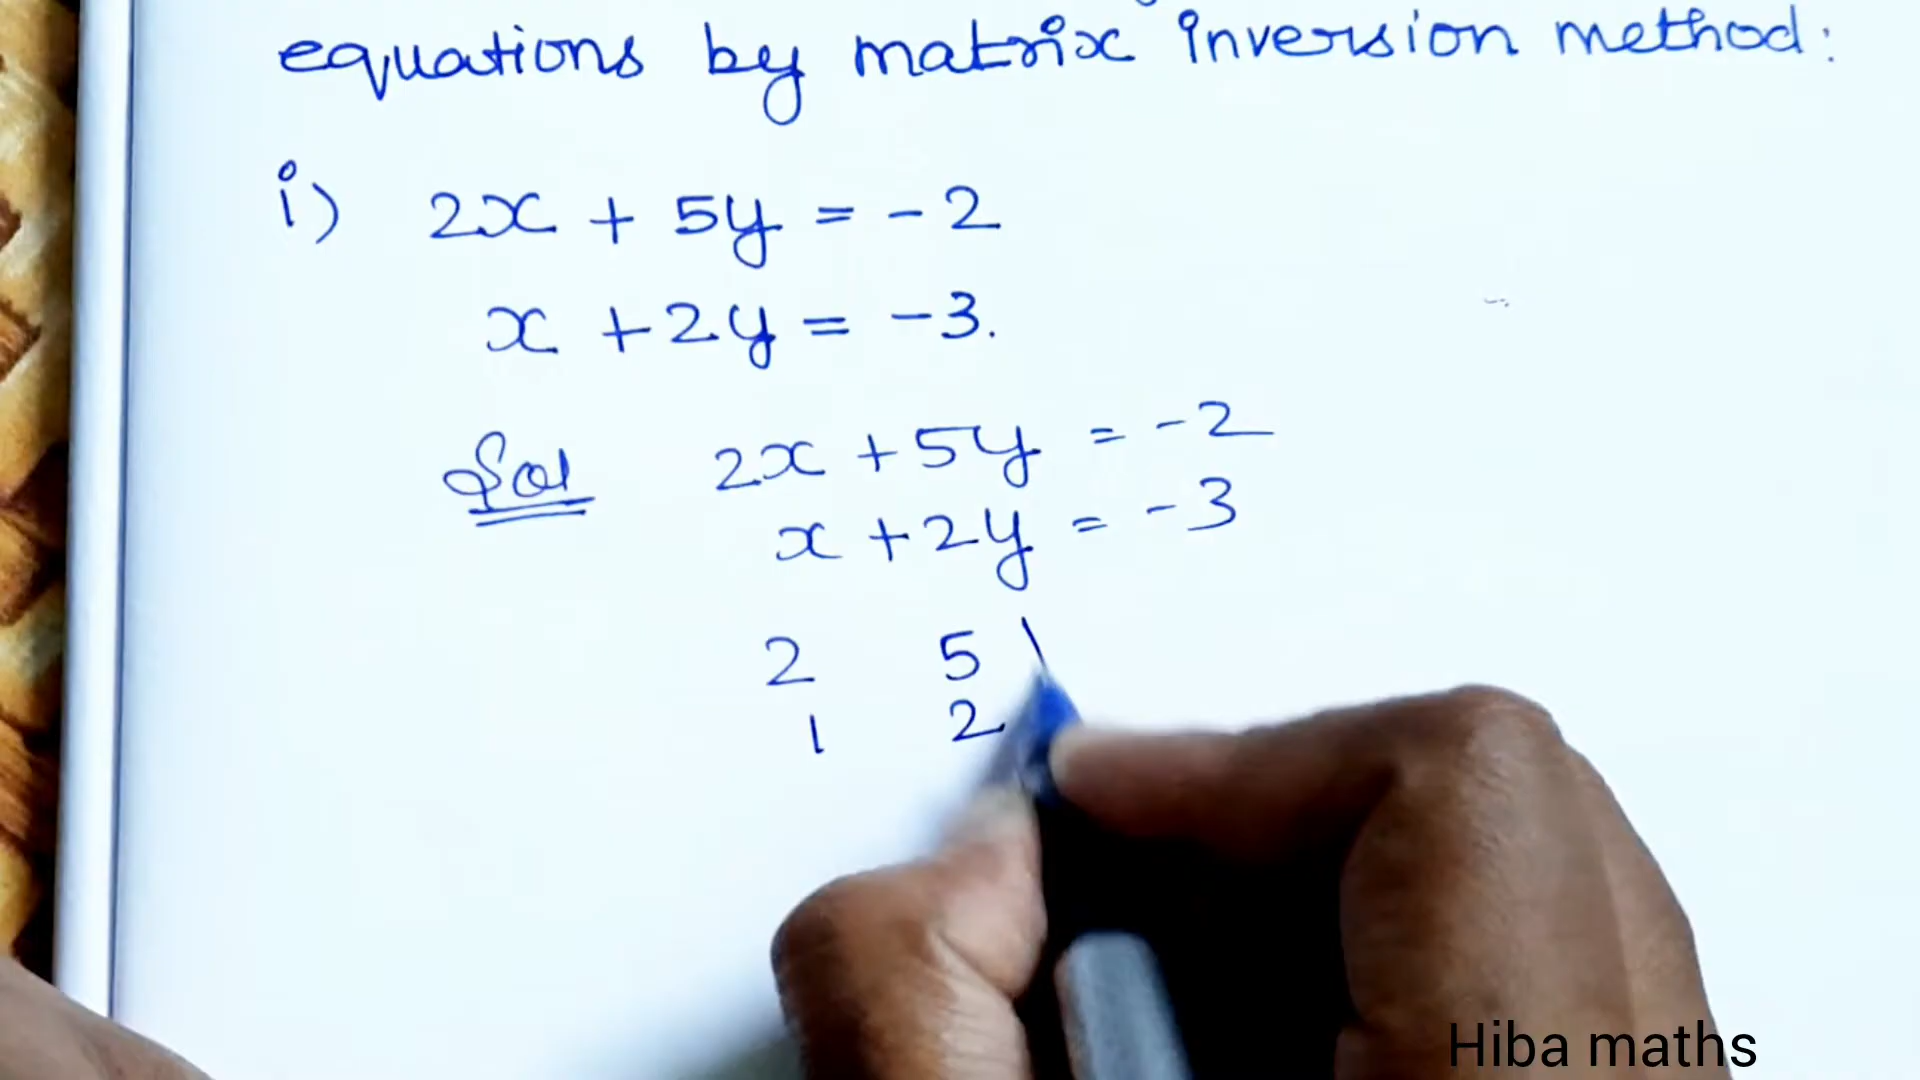 equations by matrix inversion method:
i) 2x + 5y = -2
x + 2y = -3.
Sol 2x + 5y = -2
x + 2y = -3
2 5
1 2
Hiba maths